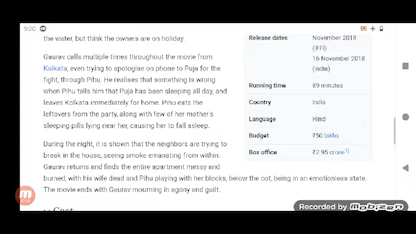 5:20
the water, but think the owners are on holiday.
Gaurav calls multiple times throughout the movie from
Kolkata, even trying to apologise on phone to Puja for the
fight, through Pihu. He realises that something is wrong
when Pihu tells him that Puja has been sleeping all day, and
leaves Kolkata immediately for home. Pihu eats the
leftovers from the party, along with few of her mother's
sleeping pills lying near her, causing her to fall asleep.
During the night, it is shown that the neighbors are trying to
break in the house, seeing smoke emanating from within.
Gaurav returns and finds the entire apartment messy and
burned, with his wife dead and Pihu playing with her blocks, below the cot, being in an emotionless state.
The movie ends with Gaurav mourning in agony and guilt.
Release dates November 2018
(IFFI)
16 November 2018
(India)
Running time 89 minutes
Country India
Language Hindi
Budget ₹50 lakhs
Box office ₹2.95 crore
Cast
Recorded by
MOBIZEN